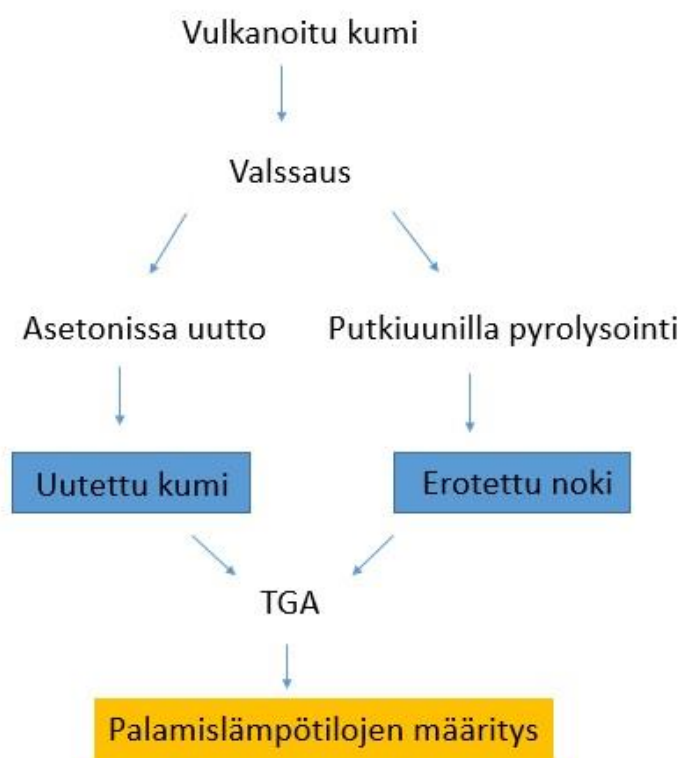 Vulkanoitu kumi
Valssaus
Asetonissa uutto
Putkiuunilla pyrolysointi
Uutettu kumi
Erotettu noki
TGA
Palamislämpötilojen määritys